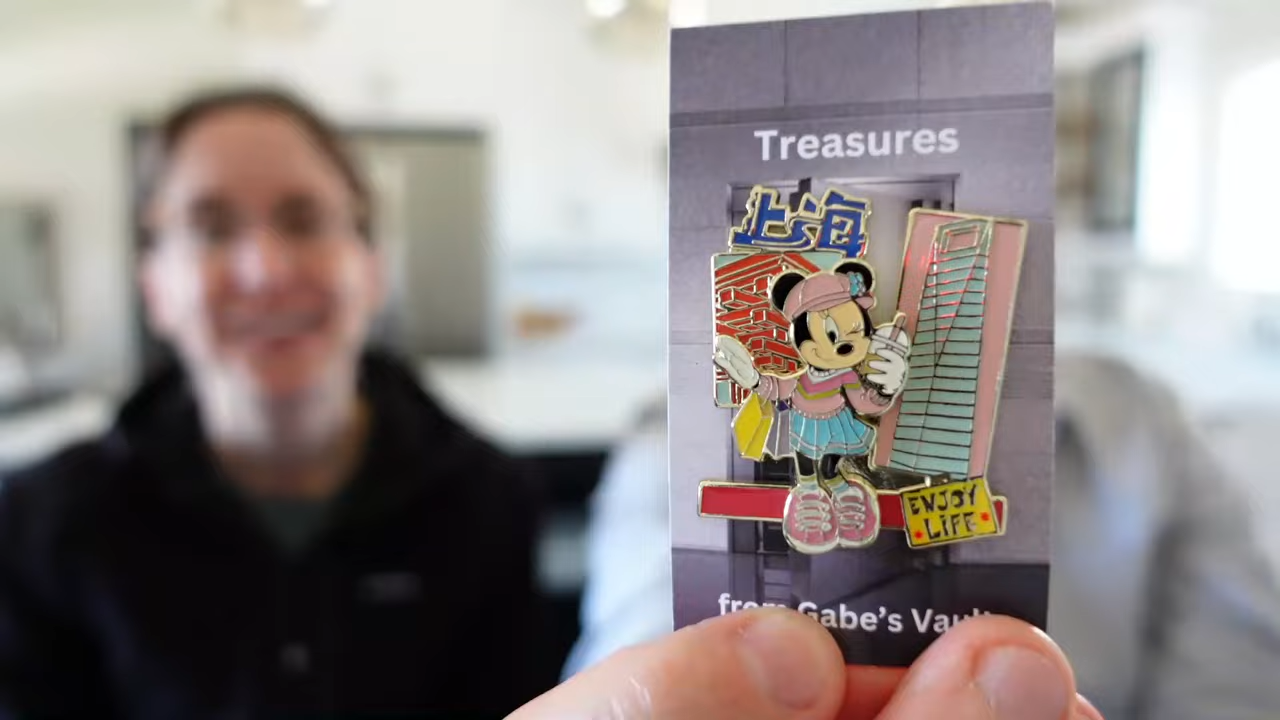 Treasures
上海
ENJOY
LIFE
from Gabe's Vault